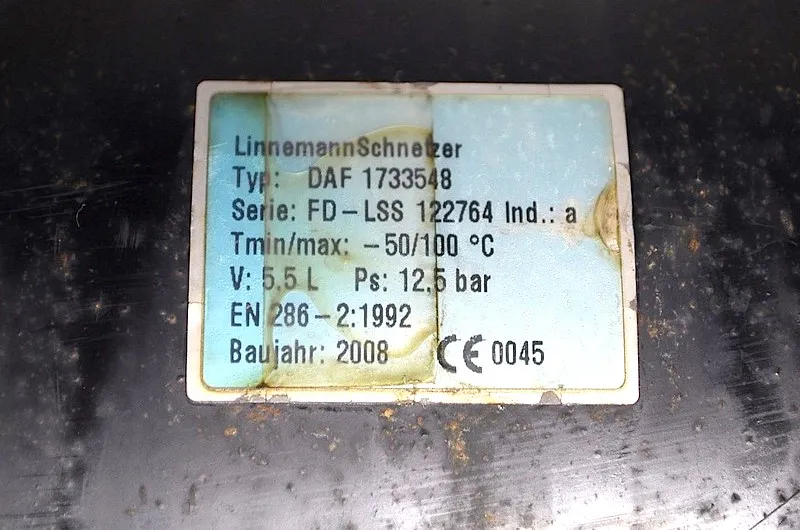 LinnemannSchnetzer
Typ: DAF 1733548
Serie: FD-LSS 122764 Ind.: a
Tmin/max: -50/100 °C
V: 5,5 L Ps: 12,5 bar
EN 286-2:1992
Baujahr: 2008 CE 0045